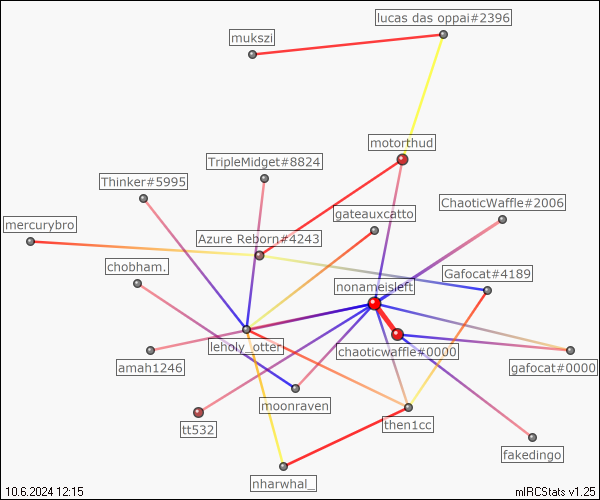 lucas das oppai#2396
mukszi
motorthud
TripleMidget#8824
Thinker#5995
ChaoticWaffle#2006
gateauxcatto
mercurybro
Azure Reborn#4243
chobham.
Gafocat#4189
nonameisleft
leholy_otter
chaoticwaffle#0000
amah1246
gafocat#0000
moonraven
tt532
then1cc
fakedingo
nharwhal_
10.6.2024 12:15
mIRCStats v1.25